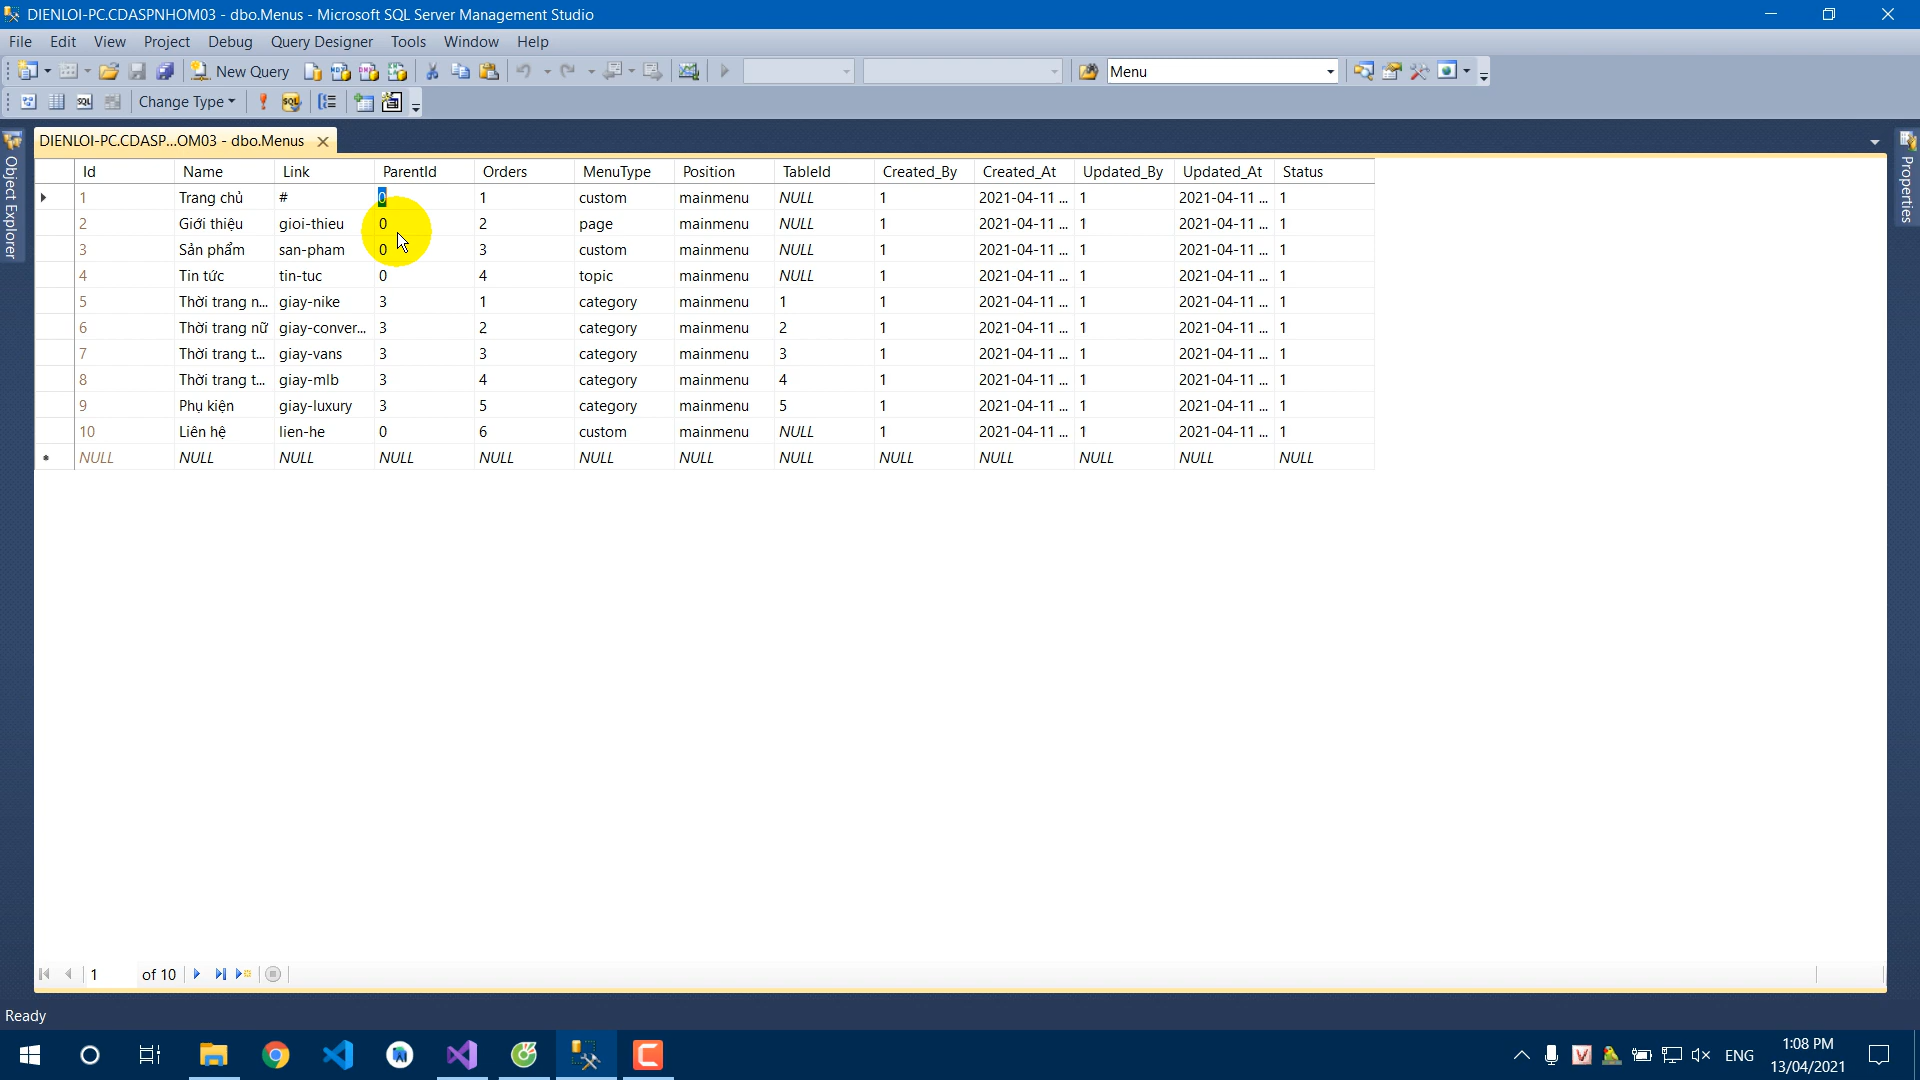 DIENLOI-PC.CDASPNHOM03 - dbo.Menus - Microsoft SQL Server Management Studio
File Edit View Project Debug Query Designer Tools Window Help
New Query Menu
SQL Change Type
DIENLOI-PC.CDASP...OM03 - dbo.Menus
Object Explorer
Properties
Id Name Link ParentId Orders MenuType Position TableId Created_By Created_At Updated_By Updated_At Status
1 Trang chủ # 0 1 custom mainmenu NULL 1 2021-04-11 ... 1 2021-04-11 ... 1
2 Giới thiệu gioi-thieu 0 2 page mainmenu NULL 1 2021-04-11 ... 1 2021-04-11 ... 1
3 Sản phẩm san-pham 0 3 custom mainmenu NULL 1 2021-04-11 ... 1 2021-04-11 ... 1
4 Tin tức tin-tuc 0 4 topic mainmenu NULL 1 2021-04-11 ... 1 2021-04-11 ... 1
5 Thời trang n... giay-nike 3 1 category mainmenu 1 1 2021-04-11 ... 1 2021-04-11 ... 1
6 Thời trang nữ giay-conver... 3 2 category mainmenu 2 1 2021-04-11 ... 1 2021-04-11 ... 1
7 Thời trang t... giay-vans 3 3 category mainmenu 3 1 2021-04-11 ... 1 2021-04-11 ... 1
8 Thời trang t... giay-mlb 3 4 category mainmenu 4 1 2021-04-11 ... 1 2021-04-11 ... 1
9 Phụ kiện giay-luxury 3 5 category mainmenu 5 1 2021-04-11 ... 1 2021-04-11 ... 1
10 Liên hệ lien-he 0 6 custom mainmenu NULL 1 2021-04-11 ... 1 2021-04-11 ... 1
NULL NULL NULL NULL NULL NULL NULL NULL NULL NULL NULL NULL NULL
1 of 10
Ready
ENG 1:08 PM
13/04/2021